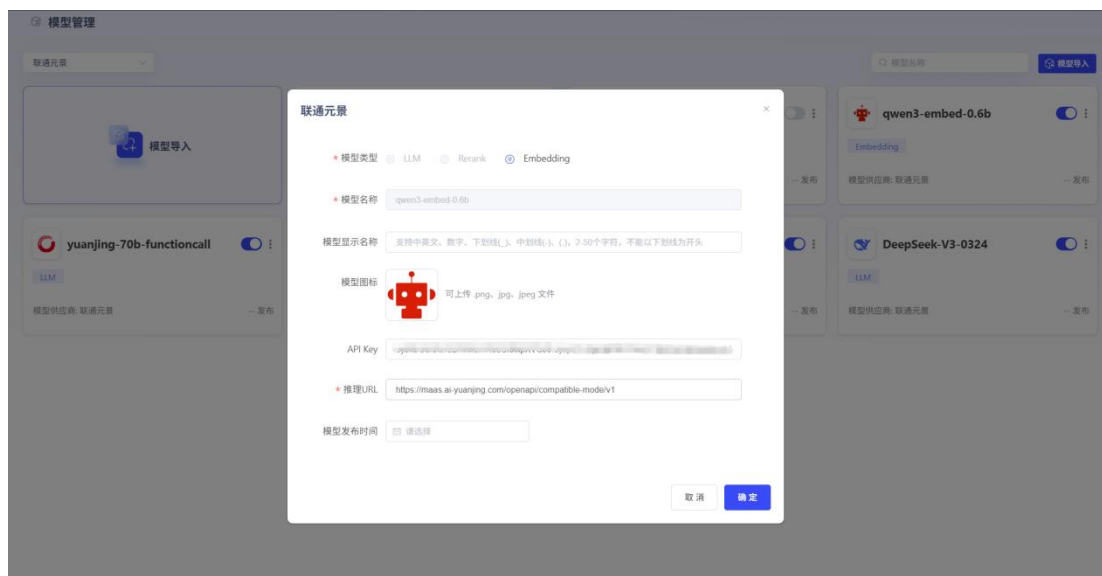 模型管理
联通元景
模型名称
模型导入
模型导入
qwen3-embed-0.6b
Embedding
模型供应商: 联通元景
-- 发布
-- 发布
yuanjing-70b-functioncall
LLM
模型供应商: 联通元景
-- 发布
-- 发布
DeepSeek-V3-0324
LLM
模型供应商: 联通元景
-- 发布
联通元景
* 模型类型 LLM Rerank Embedding
* 模型名称 qwen3-embed-0.6b
模型显示名称 支持中英文、数字、下划线(_)、中划线(-)、(.)，2-50个字符，不能以下划线为开头
模型图标 可上传 .png、.jpg、.jpeg 文件
API Key
* 推理URL https://maas.ai-yuanjing.com/openapi/compatible-mode/v1
模型发布时间 请选择
取 消
确 定